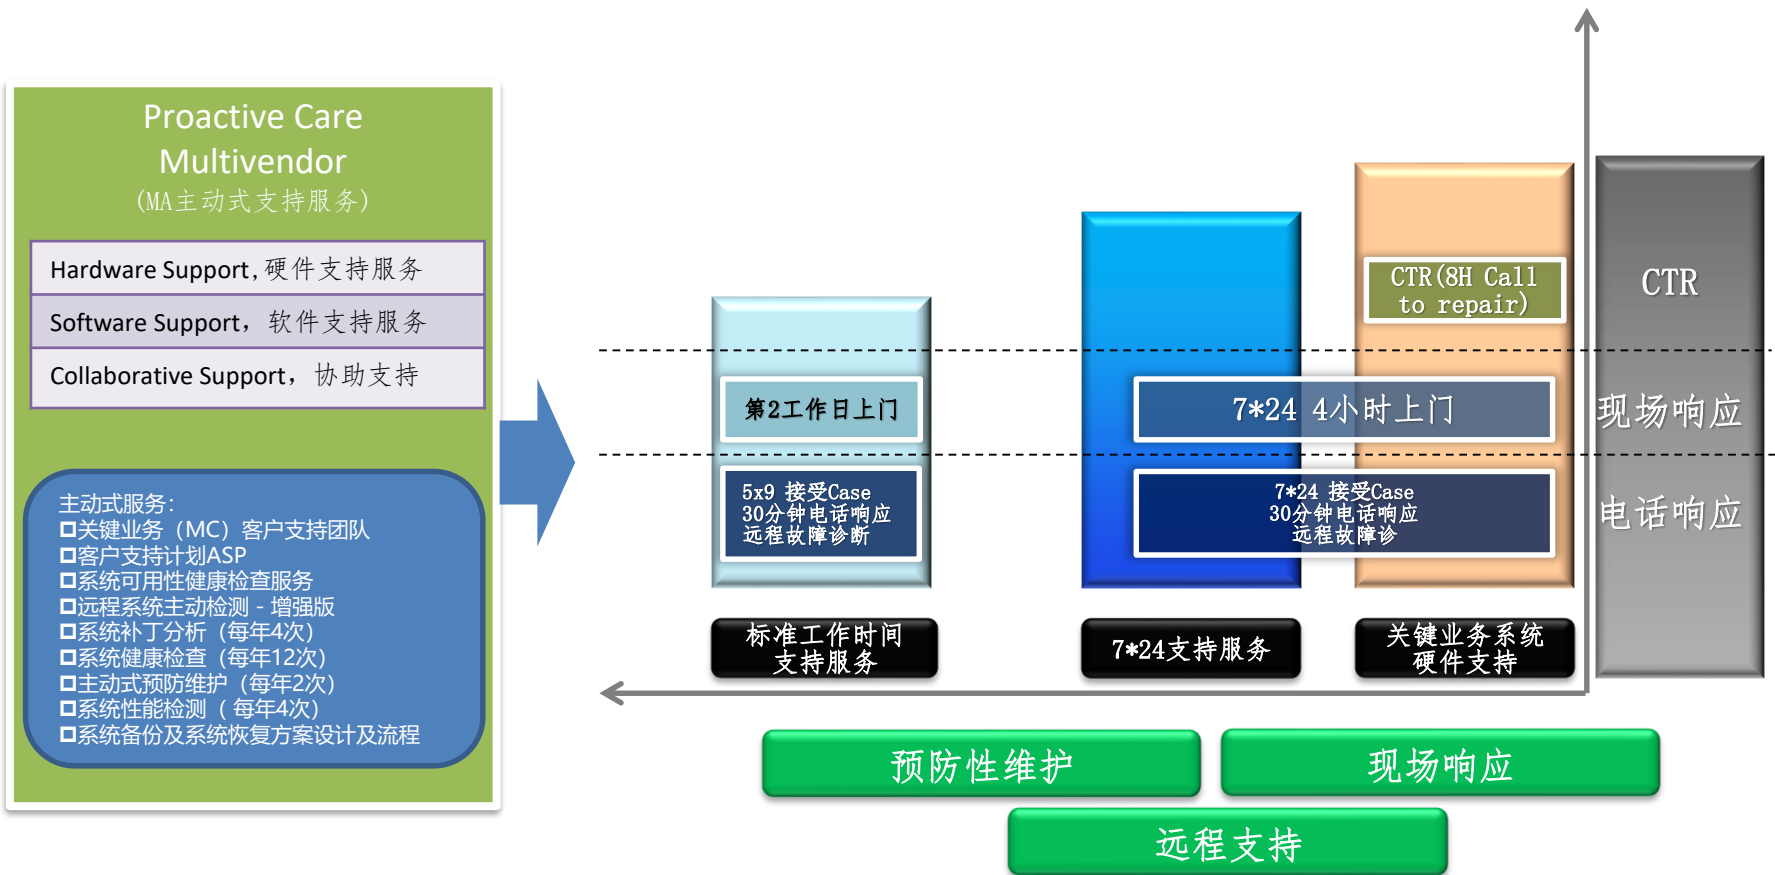 Proactive Care
Multivendor
(MA主动式支持服务)
Hardware Support,硬件支持服务
Software Support，软件支持服务
Collaborative Support，协助支持
主动式服务：
关键业务（MC）客户支持团队
客户支持计划ASP
系统可用性健康检查服务
远程系统主动检测 - 增强版
系统补丁分析（每年4次）
系统健康检查（每年12次）
主动式预防维护（每年2次）
系统性能检测（ 每年4次）
系统备份及系统恢复方案设计及流程
CTR(8H Call
to repair)
CTR
第2工作日上门
7*24 4小时上门
现场响应
5x9 接受Case
30分钟电话响应
远程故障诊断
7*24 接受Case
30分钟电话响应
远程故障诊
电话响应
标准工作时间
支持服务
7*24支持服务
关键业务系统
硬件支持
预防性维护
现场响应
远程支持